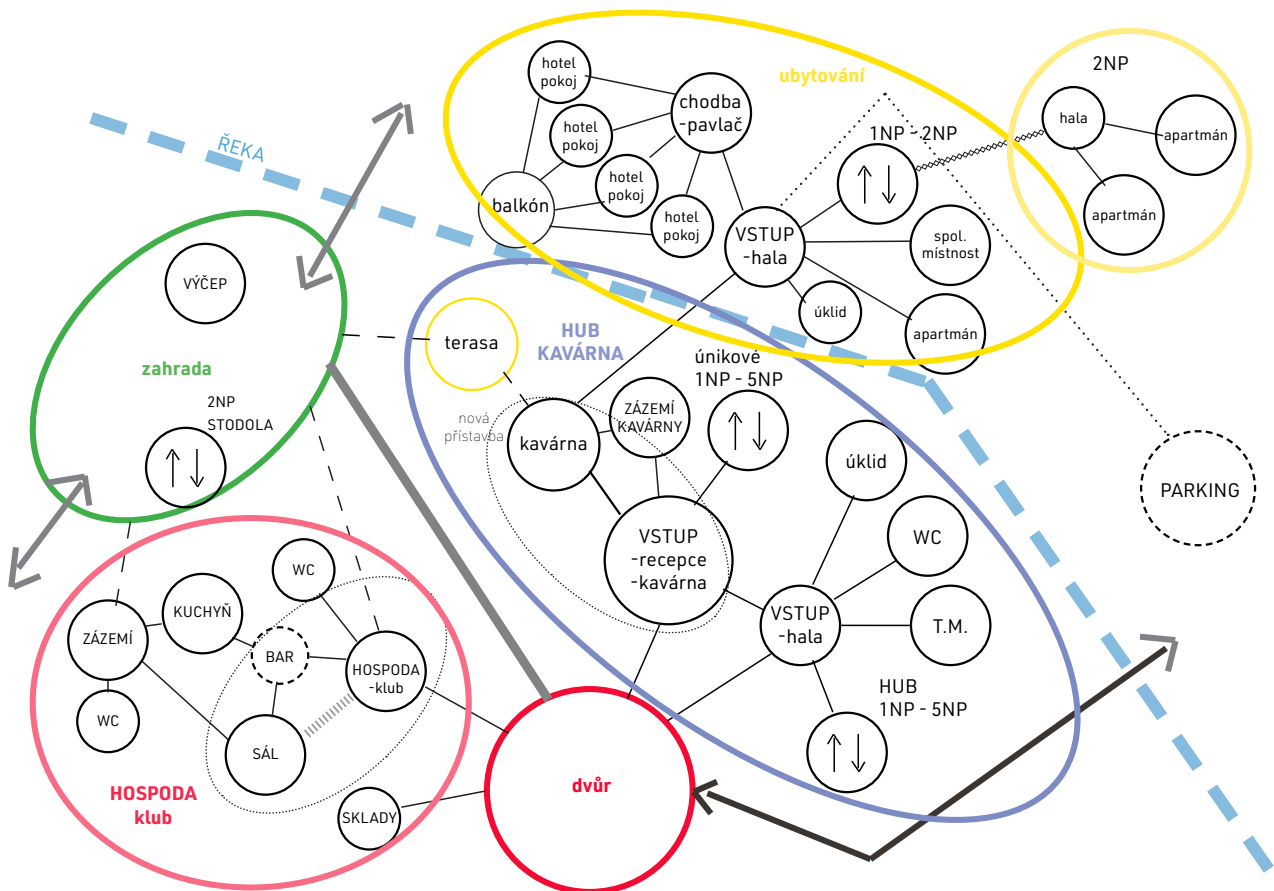 ubytování
2NP
hotel
pokoj
chodba
-pavlač
hala
apartmán
hotel
pokoj
1NP - 2NP
ŘEKA
hotel
pokoj
balkón
hotel
pokoj
apartmán
VSTUP
-hala
spol.
místnost
VÝČEP
úklid
apartmán
terasa
HUB
KAVÁRNA
únikové
1NP - 5NP
zahrada
2NP
STODOLA
nová
přístavba
kavárna
ZÁZEMÍ
KAVÁRNY
úklid
PARKING
VSTUP
-recepce
-kavárna
WC
WC
KUCHYŇ
ZÁZEMÍ
VSTUP
-hala
T.M.
BAR
HOSPODA
-klub
HUB
1NP - 5NP
WC
SÁL
HOSPODA
klub
dvůr
SKLADY